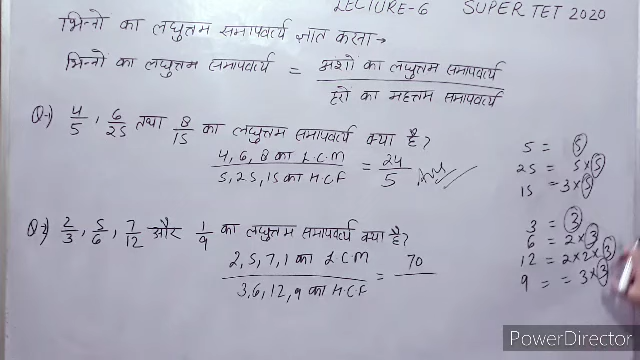 LECTURE-6 SUPER TET 2020
भिन्नो का लघुत्तम समापवर्त्य ज्ञात करना →
भिन्नों का लघुत्तम समापवर्त्य = अंशों का लघुत्तम समापवर्त्य / हरों का महत्तम समापवर्त्य
Q-1) 4/5, 6/25 तथा 8/15 का लघुत्तम समापवर्त्य क्या है?
4, 6, 8 का L.C.M / 5, 25, 15 का H.C.F = 24/5 Ans
5 = 5
25 = 5×5
15 = 3×5
Q-2) 2/3, 5/6, 7/12 और 1/9 का लघुत्तम समापवर्त्य क्या है?
2, 5, 7, 1 का L.C.M / 3, 6, 12, 9 का H.C.F = 70
3 = 3
6 = 2×3
12 = 2×2×3
9 = = 3×3
PowerDirector